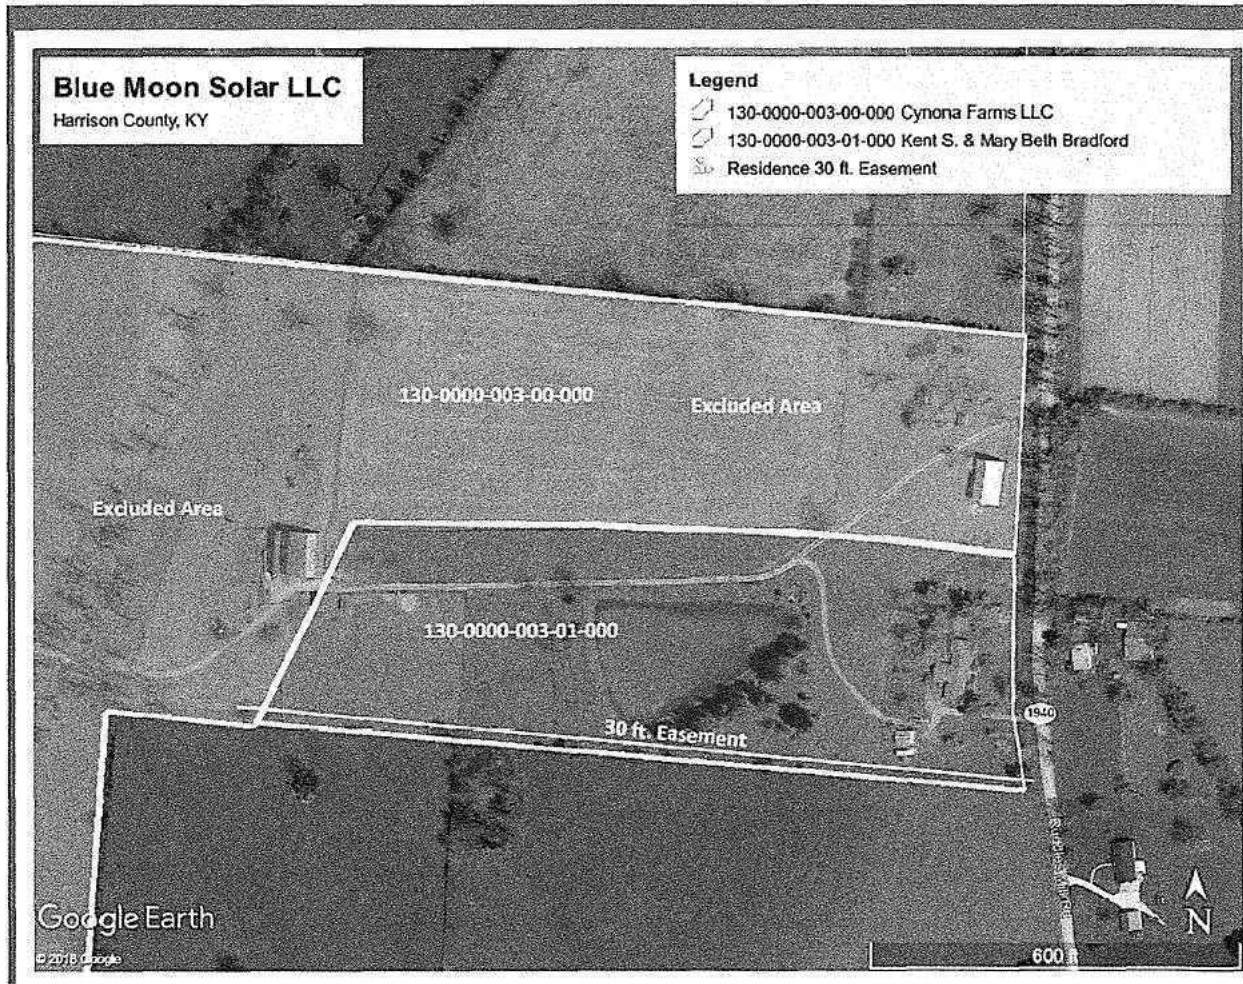 Blue Moon Solar LLC
Harrison County, KY
Legend
130-0000-003-00-000 Cynona Farms LLC
130-0000-003-01-000 Kent S. & Mary Beth Bradford
Residence 30 ft. Easement
130-0000-003-00-000
Excluded Area
Excluded Area
130-0000-003-01-000
30 ft. Easement
1940
Google Earth
N
© 2018 Google
600 ft